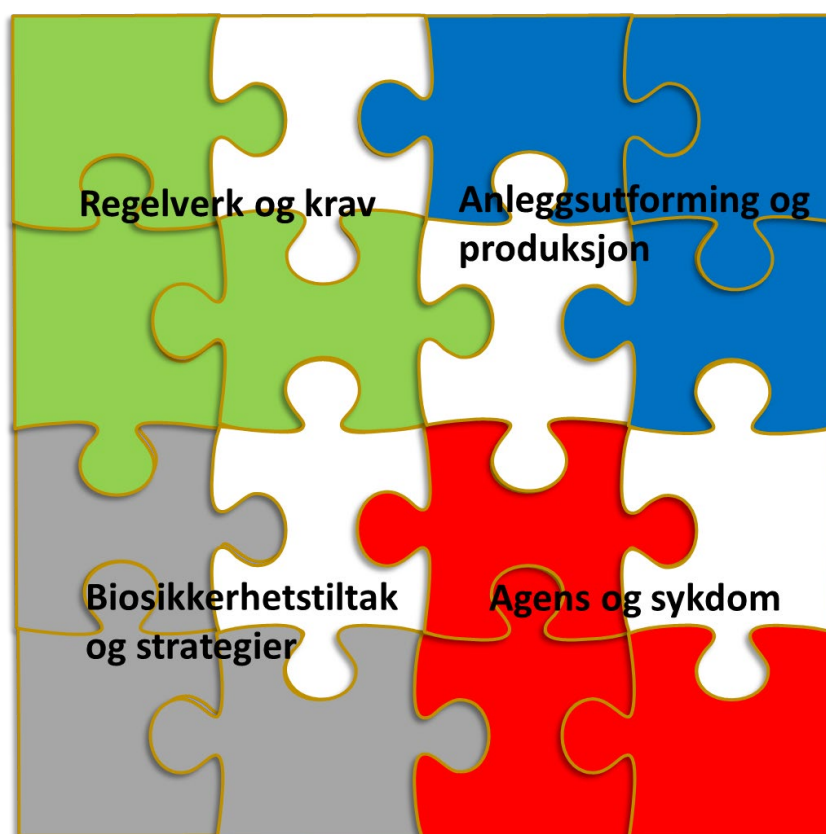 Regelverk og krav
Anleggsutforming og
produksjon
Biosikkerhetstiltak
og strategier
Agens og sykdom